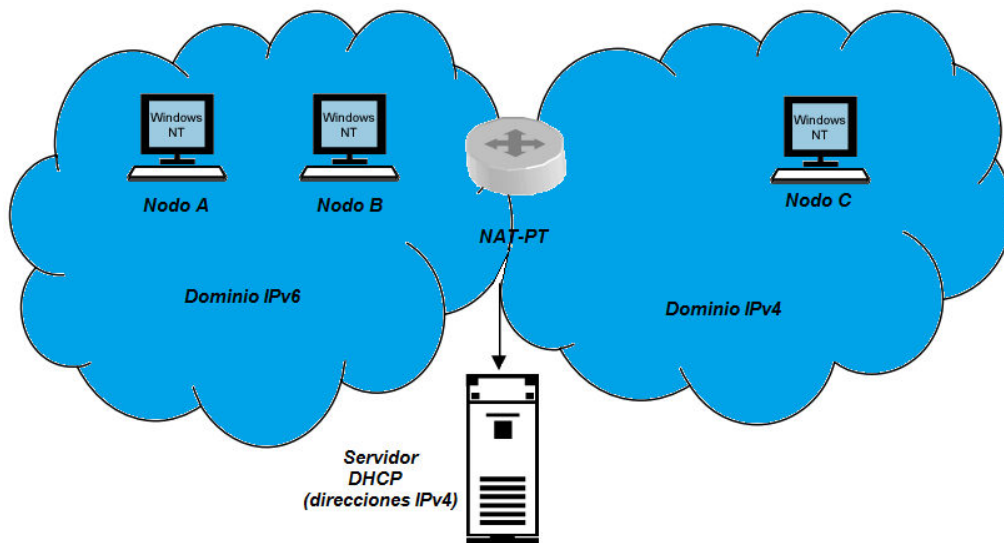 Windows
NT
Windows
NT
Windows
NT
Nodo A
Nodo B
Nodo C
NAT-PT
Dominio IPv6
Dominio IPv4
Servidor
DHCP
(direcciones IPv4)